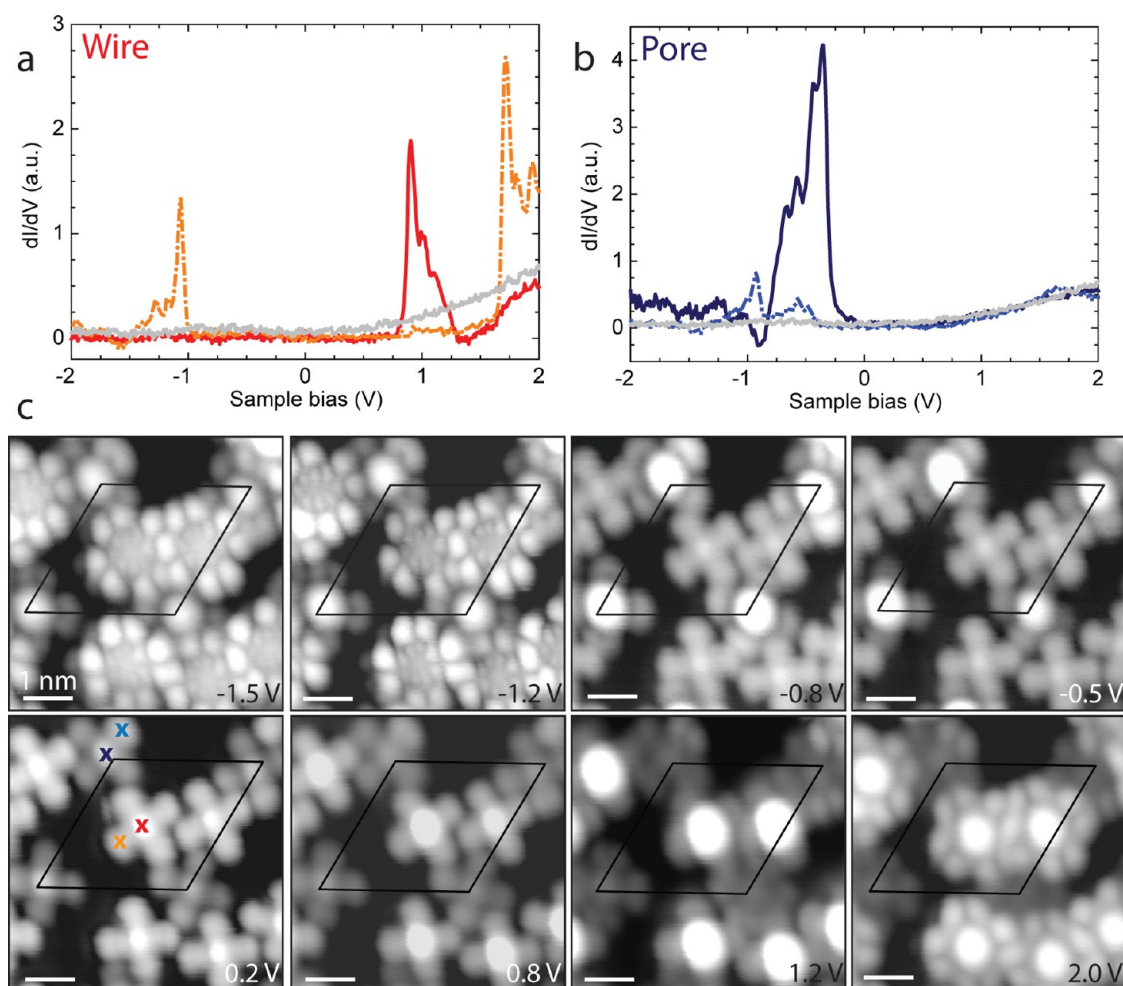 a
Wire
3
2
1
0
dI/dV (a.u.)
-2
-1
0
1
2
Sample bias (V)
b
Pore
4
3
2
1
0
dI/dV (a.u.)
-2
-1
0
1
2
Sample bias (V)
c
1 nm
-1.5 V
-1.2 V
-0.8 V
-0.5 V
x
x
x
x
0.2 V
0.8 V
1.2 V
2.0 V